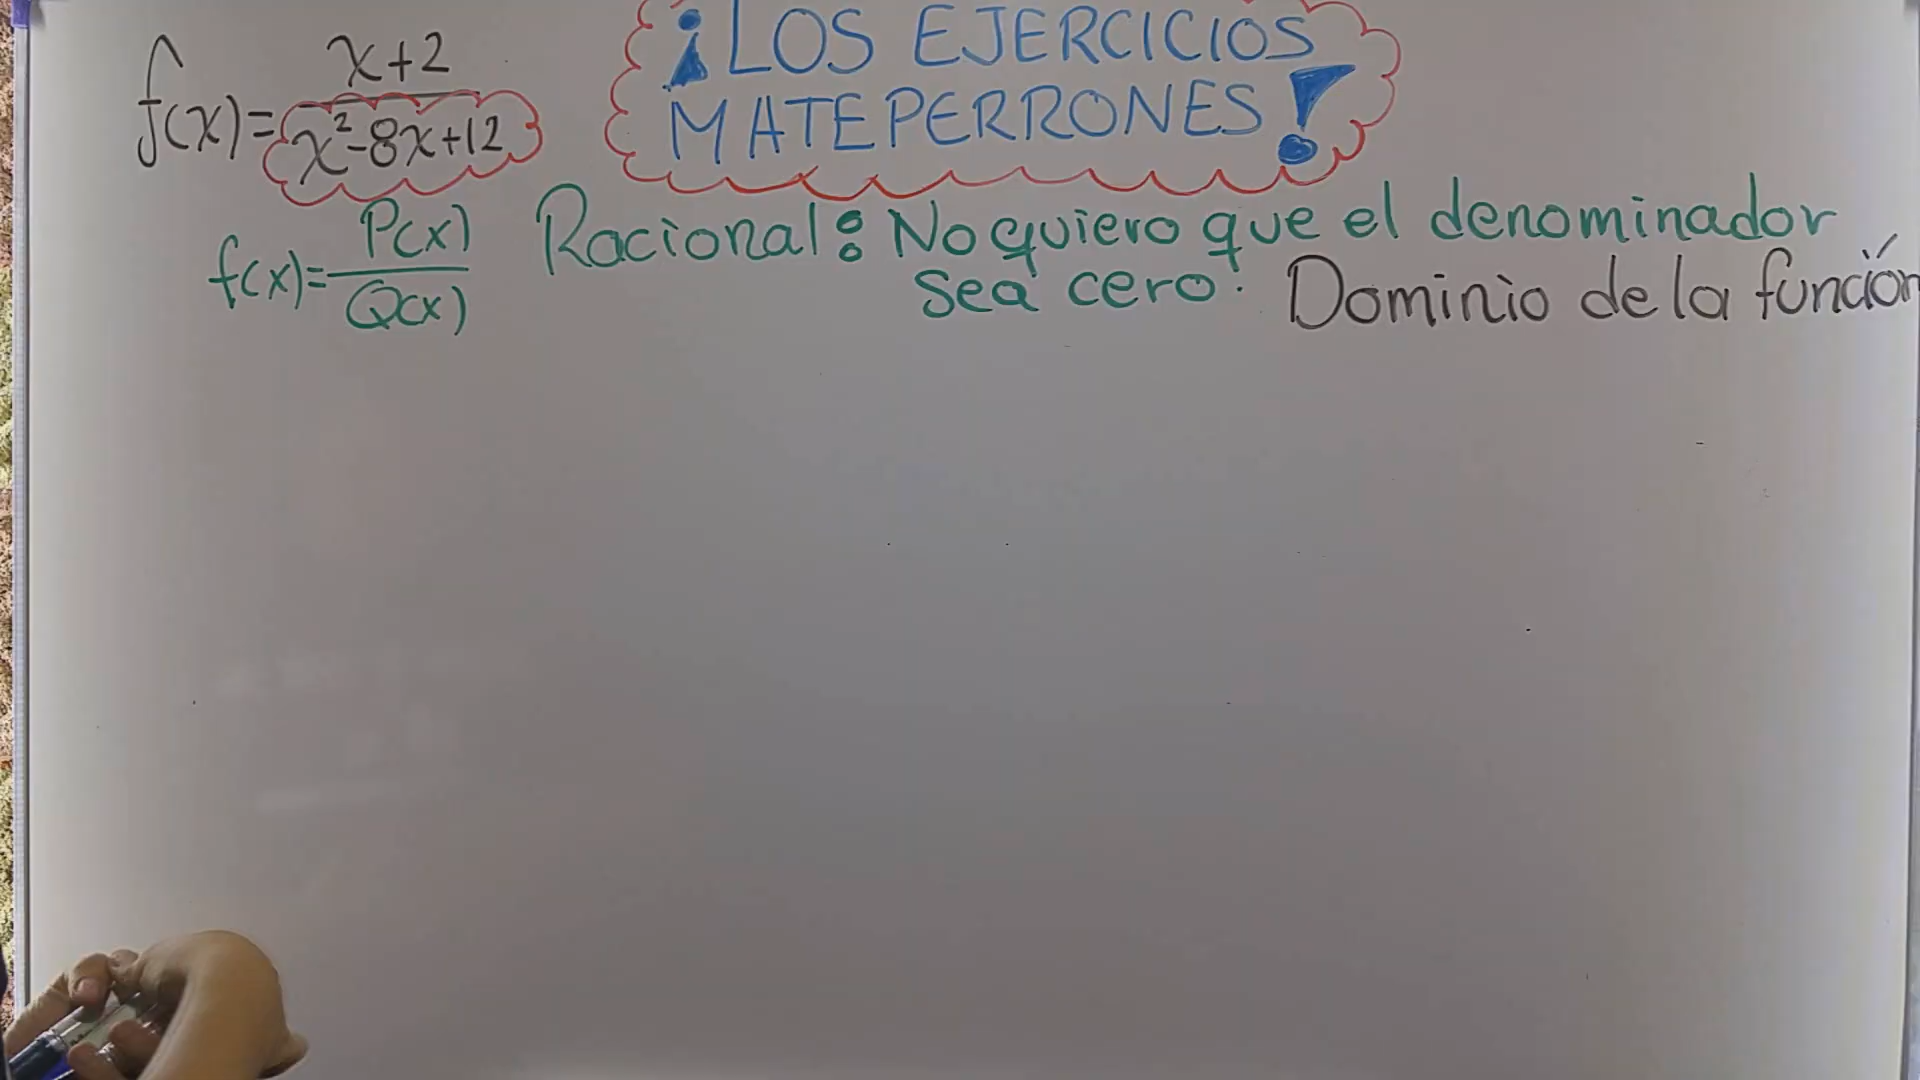 f(x)= x+2 / x²-8x+12
¡LOS EJERCICIOS
MATEPERRONES!
f(x)= P(x) / Q(x)
Racional: No quiero que el denominador
sea cero.
Dominio de la función